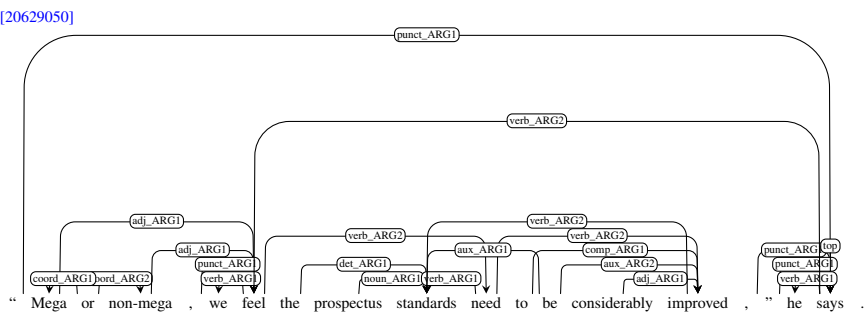 [20629050]
punct_ARG1
verb_ARG2
adj_ARG1 verb_ARG2
verb_ARG2 verb_ARG2
adj_ARG1 aux_ARG1 comp_ARG1 punct_ARG1 top
punct_ARG1 det_ARG1 aux_ARG2 punct_ARG1
coord_ARG1 verb_ARG1 noun_ARG1 verb_ARG1 adj_ARG1 verb_ARG1
“ Mega or non-mega , we feel the prospectus standards need to be considerably improved , ” he says .